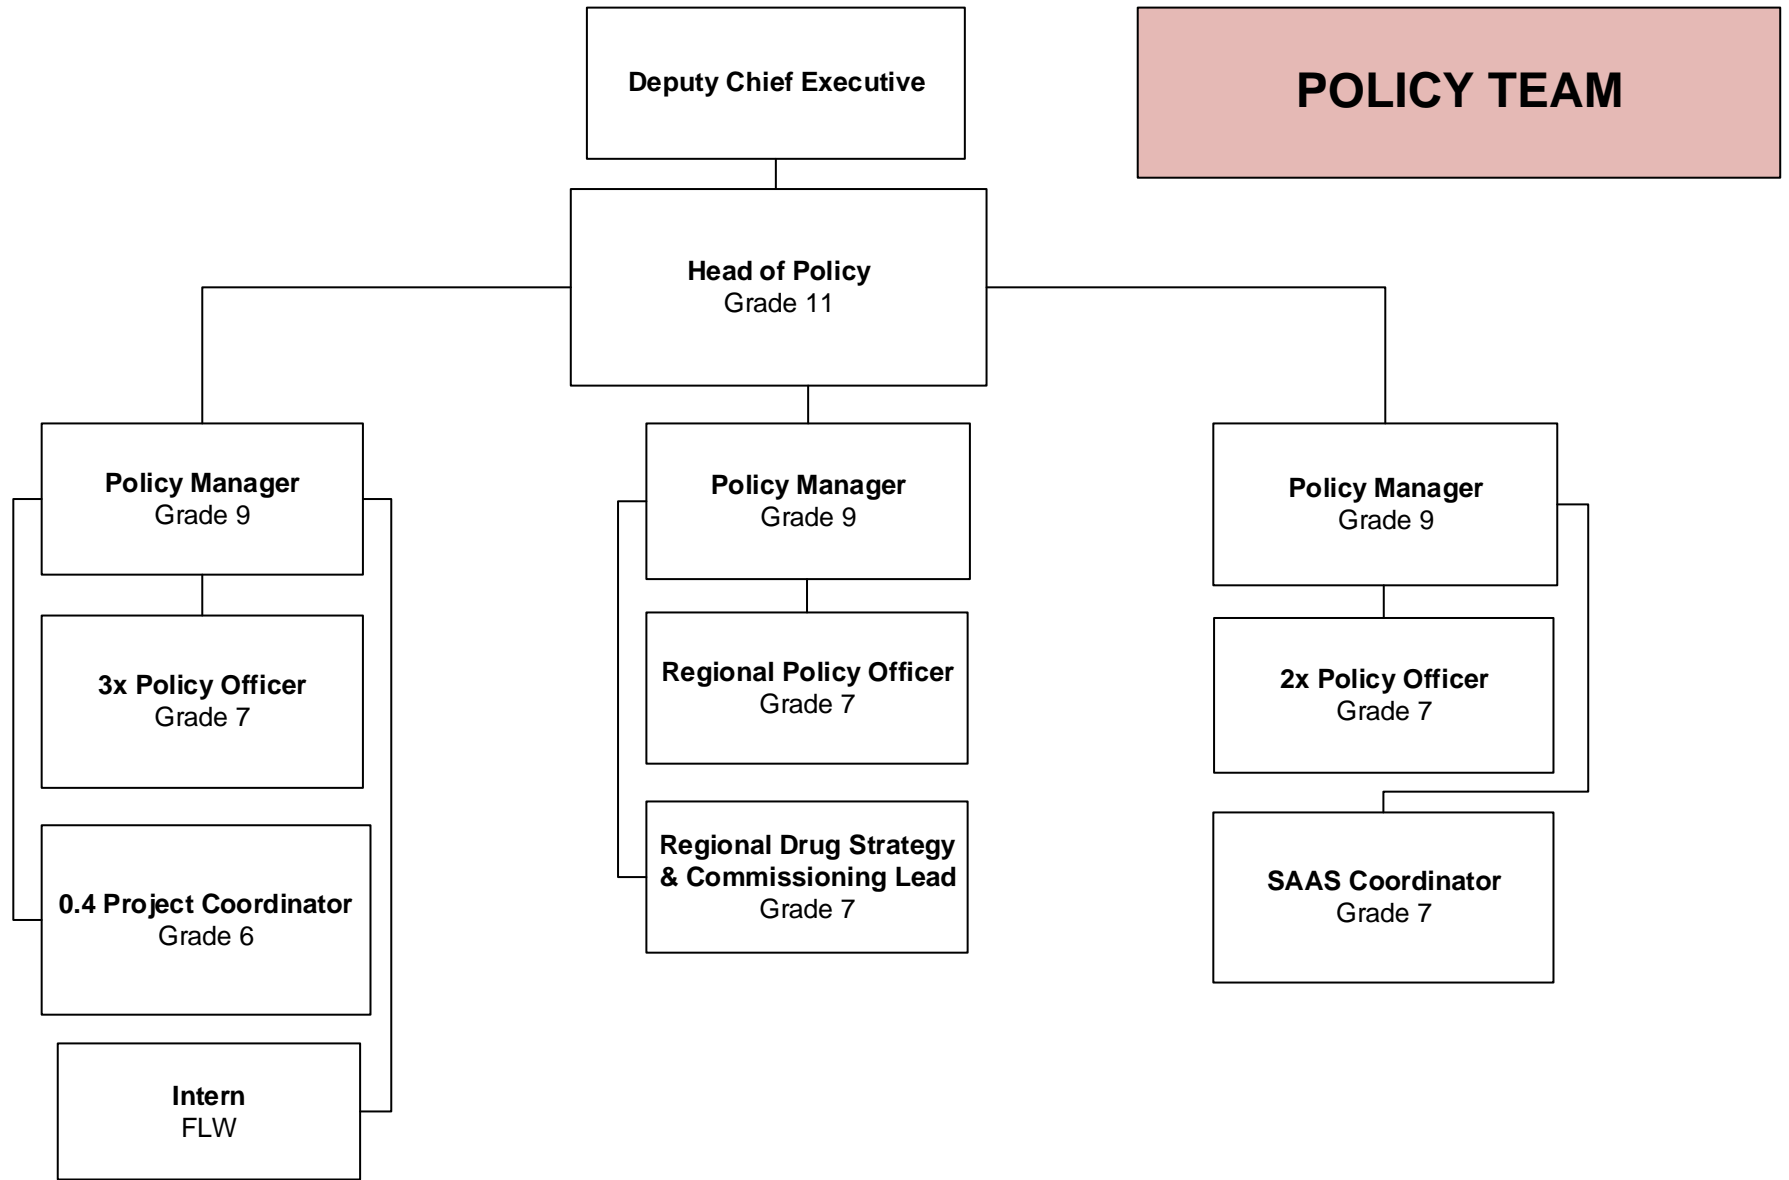 Deputy Chief Executive
POLICY TEAM
Head of Policy
Grade 11
Policy Manager
Grade 9
Policy Manager
Grade 9
Policy Manager
Grade 9
3x Policy Officer
Grade 7
Regional Policy Officer
Grade 7
2x Policy Officer
Grade 7
0.4 Project Coordinator
Grade 6
Regional Drug Strategy
& Commissioning Lead
Grade 7
SAAS Coordinator
Grade 7
Intern
FLW